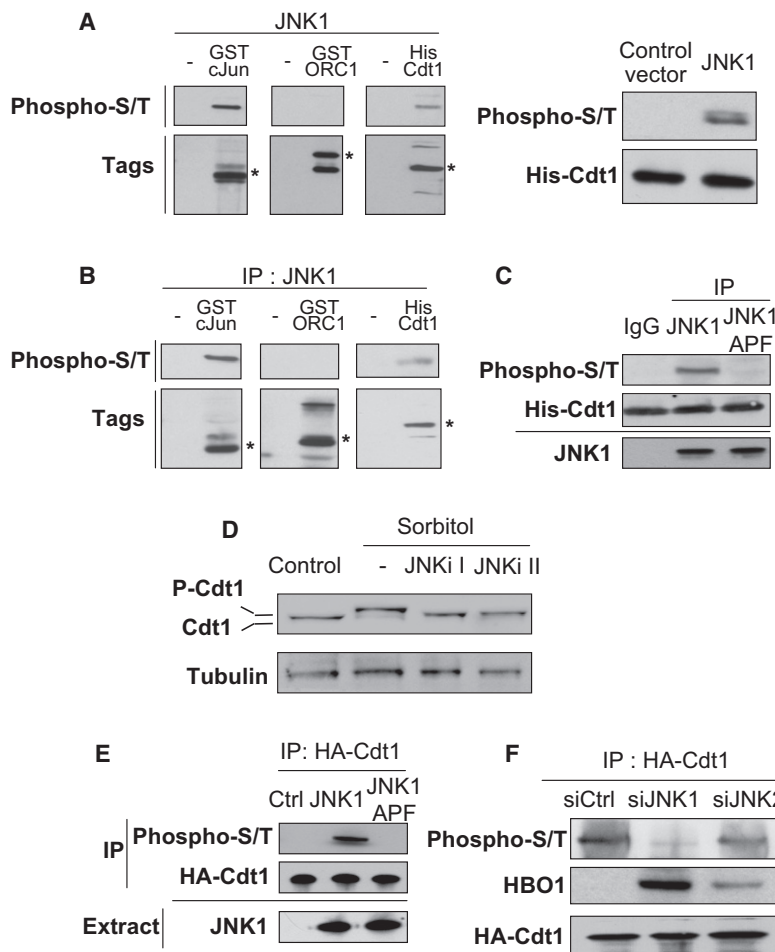 A
JNK1
- GST cJun - GST ORC1 - His Cdt1
Phospho-S/T
Tags
*
*
*
Control vector JNK1
Phospho-S/T
His-Cdt1
B
IP : JNK1
- GST cJun - GST ORC1 - His Cdt1
Phospho-S/T
Tags
*
*
*
C
IP
IgG JNK1 JNK1 APF
Phospho-S/T
His-Cdt1
JNK1
D
Sorbitol
Control - JNKi I JNKi II
P-Cdt1
Cdt1
Tubulin
E
IP: HA-Cdt1
Ctrl JNK1 JNK1 APF
IP
Phospho-S/T
HA-Cdt1
Extract
JNK1
F
IP : HA-Cdt1
siCtrl siJNK1 siJNK2
Phospho-S/T
HBO1
HA-Cdt1